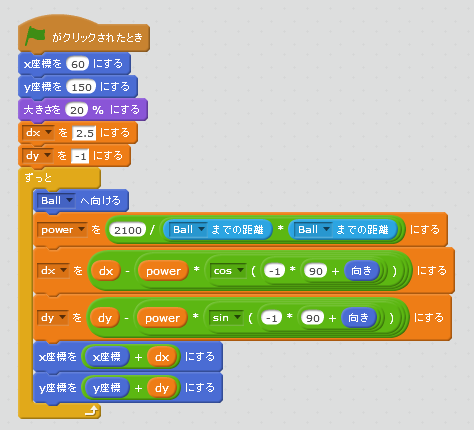 がクリックされたとき
x座標を 60 にする
y座標を 150 にする
大きさを 20 % にする
dx を 2.5 にする
dy を -1 にする
ずっと
Ball へ向ける
power を 2100 / Ball までの距離 * Ball までの距離 にする
dx を dx - power * cos ( -1 * 90 + 向き ) にする
dy を dy - power * sin ( -1 * 90 + 向き ) にする
x座標を x座標 + dx にする
y座標を y座標 + dy にする